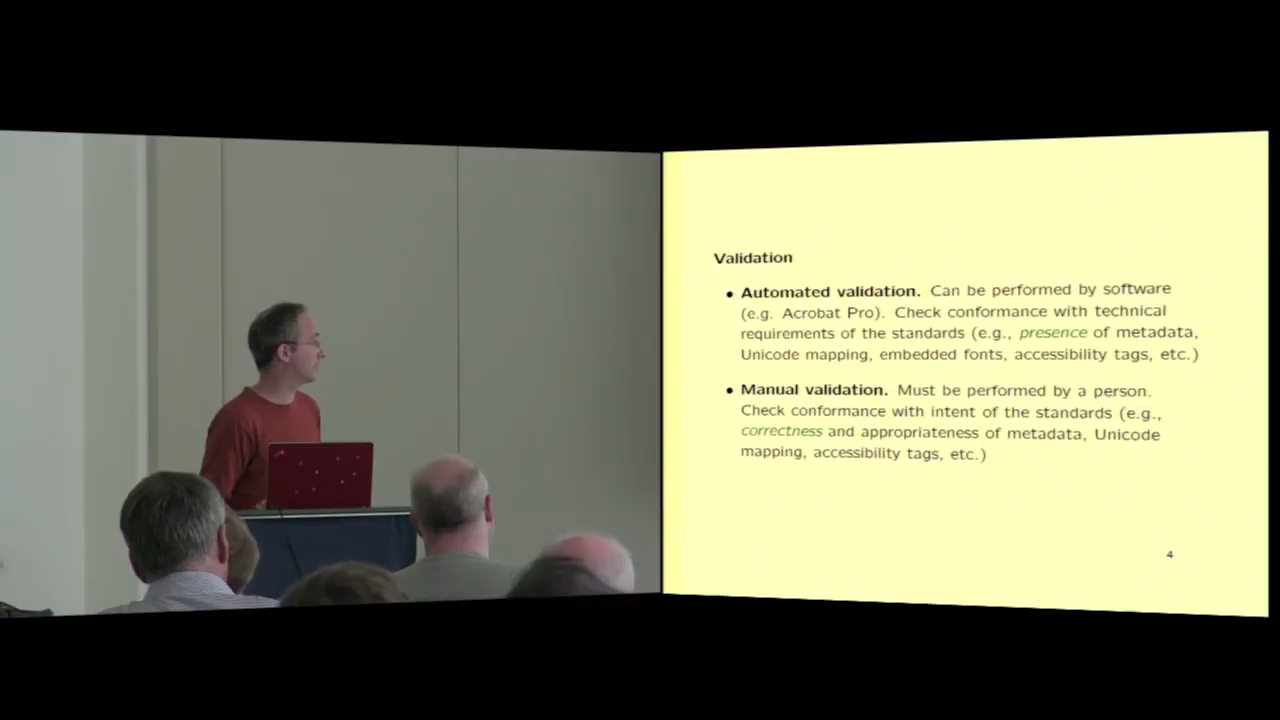 Validation
• Automated validation. Can be performed by software
(e.g. Acrobat Pro). Check conformance with technical
requirements of the standards (e.g., presence of metadata,
Unicode mapping, embedded fonts, accessibility tags, etc.)
• Manual validation. Must be performed by a person.
Check conformance with intent of the standards (e.g.,
correctness and appropriateness of metadata, Unicode
mapping, accessibility tags, etc.)
4